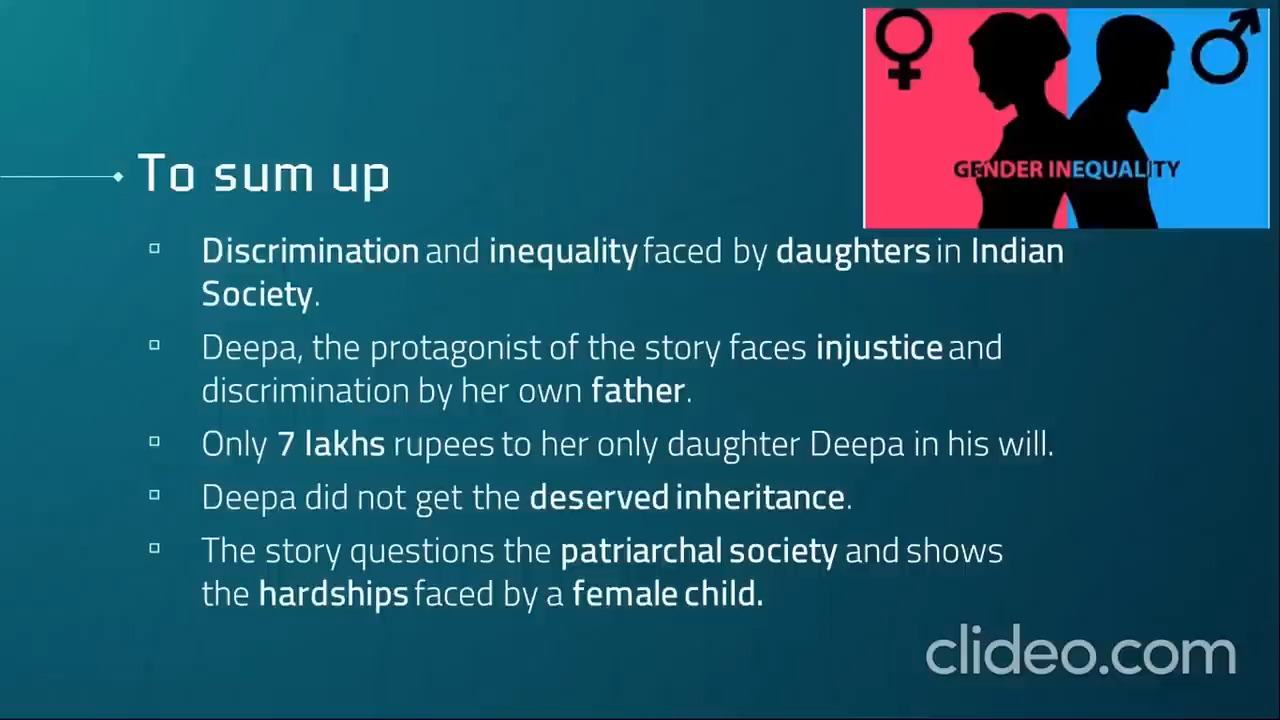 GENDER INEQUALITY
To sum up
Discrimination and inequality faced by daughters in Indian
Society.
Deepa, the protagonist of the story faces injustice and
discrimination by her own father.
Only 7 lakhs rupees to her only daughter Deepa in his will.
Deepa did not get the deserved inheritance.
The story questions the patriarchal society and shows
the hardships faced by a female child.
clideo.com